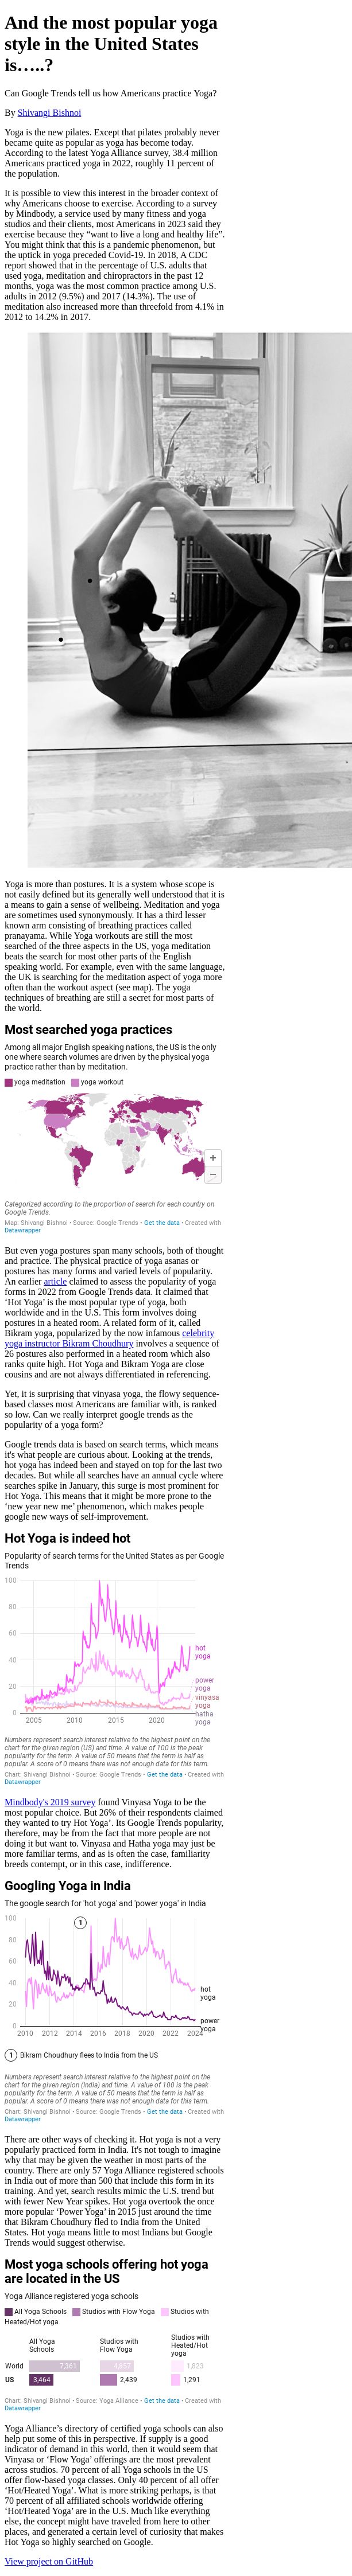 And the most popular yoga
style in the United States
is…..?
Can Google Trends tell us how Americans practice Yoga?
By Shivangi Bishnoi
Yoga is the new pilates. Except that pilates probably never
became quite as popular as yoga has become today.
According to the latest Yoga Alliance survey, 38.4 million
Americans practiced yoga in 2022, roughly 11 percent of
the population.
It is possible to view this interest in the broader context of
why Americans choose to exercise. According to a survey
by Mindbody, a service used by many fitness and yoga
studios and their clients, most Americans in 2023 said they
exercise because they “want to live a long and healthy life”.
You might think that this is a pandemic phenomenon, but
the uptick in yoga preceded Covid-19. In 2018, A CDC
report showed that in the percentage of U.S. adults that
used yoga, meditation and chiropractors in the past 12
months, yoga was the most common practice among U.S.
adults in 2012 (9.5%) and 2017 (14.3%). The use of
meditation also increased more than threefold from 4.1% in
2012 to 14.2% in 2017.
Yoga is more than postures. It is a system whose scope is
not easily defined but its generally well understood that it is
a means to gain a sense of wellbeing. Meditation and yoga
are sometimes used synonymously. It has a third lesser
known arm consisting of breathing practices called
pranayama. While Yoga workouts are still the most
searched of the three aspects in the US, yoga meditation
beats the search for most other parts of the English
speaking world. For example, even with the same language,
the UK is searching for the meditation aspect of yoga more
often than the workout aspect (see map). The yoga
techniques of breathing are still a secret for most parts of
the world.
Most searched yoga practices
Among all major English speaking nations, the US is the only
one where search volumes are driven by the physical yoga
practice rather than by meditation.
yoga meditation yoga workout
+
−
Categorized according to the proportion of search for each country on
Google Trends.
Map: Shivangi Bishnoi • Source: Google Trends • Get the data • Created with
Datawrapper
But even yoga postures span many schools, both of thought
and practice. The physical practice of yoga asanas or
postures has many forms and varied levels of popularity.
An earlier article claimed to assess the popularity of yoga
forms in 2022 from Google Trends data. It claimed that
‘Hot Yoga’ is the most popular type of yoga, both
worldwide and in the U.S. This form involves doing
postures in a heated room. A related form of it, called
Bikram yoga, popularized by the now infamous celebrity
yoga instructor Bikram Choudhury involves a sequence of
26 postures also performed in a heated room which also
ranks quite high. Hot Yoga and Bikram Yoga are close
cousins and are not always differentiated in referencing.
Yet, it is surprising that vinyasa yoga, the flowy sequence-
based classes most Americans are familiar with, is ranked
so low. Can we really interpret google trends as the
popularity of a yoga form?
Google trends data is based on search terms, which means
it's what people are curious about. Looking at the trends,
hot yoga has indeed been and stayed on top for the last two
decades. But while all searches have an annual cycle where
searches spike in January, this surge is most prominent for
Hot Yoga. This means that it might be more prone to the
‘new year new me’ phenomenon, which makes people
google new ways of self-improvement.
Hot Yoga is indeed hot
Popularity of search terms for the United States as per Google
Trends
100
80
60
40
20
0
2005 2010 2015 2020
hot
yoga
power
yoga
vinyasa
yoga
hatha
yoga
Numbers represent search interest relative to the highest point on the
chart for the given region (US) and time. A value of 100 is the peak
popularity for the term. A value of 50 means that the term is half as
popular. A score of 0 means there was not enough data for this term.
Chart: Shivangi Bishnoi • Source: Google Trends • Get the data • Created with
Datawrapper
Mindbody's 2019 survey found Vinyasa Yoga to be the
most popular choice. But 26% of their respondents claimed
they wanted to try Hot Yoga’. Its Google Trends popularity,
therefore, may be from the fact that more people are not
doing it but want to. Vinyasa and Hatha yoga may just be
more familiar terms, and as is often the case, familiarity
breeds contempt, or in this case, indifference.
Googling Yoga in India
The google search for 'hot yoga' and 'power yoga' in India
100
80
60
40
20
0
1
2010 2012 2014 2016 2018 2020 2022 2024
hot
yoga
power
yoga
1 Bikram Choudhury flees to India from the US
Numbers represent search interest relative to the highest point on the
chart for the given region (India) and time. A value of 100 is the peak
popularity for the term. A value of 50 means that the term is half as
popular. A score of 0 means there was not enough data for this term.
Chart: Shivangi Bishnoi • Source: Google Trends • Get the data • Created with
Datawrapper
There are other ways of checking it. Hot yoga is not a very
popularly practiced form in India. It's not tough to imagine
why that may be given the weather in most parts of the
country. There are only 57 Yoga Alliance registered schools
in India out of more than 500 that include this form in its
training. And yet, search results mimic the U.S. trend but
with fewer New Year spikes. Hot yoga overtook the once
more popular ‘Power Yoga’ in 2015 just around the time
that Bikram Choudhury fled to India from the United
States. Hot yoga means little to most Indians but Google
Trends would suggest otherwise.
Most yoga schools offering hot yoga
are located in the US
Yoga Alliance registered yoga schools
All Yoga Schools Studios with Flow Yoga Studios with
Heated/Hot yoga
All Yoga
Schools
Studios with
Flow Yoga
Studios with
Heated/Hot
yoga
World 7,361 4,857 1,823
US 3,464 2,439 1,291
Chart: Shivangi Bishnoi • Source: Yoga Alliance • Get the data • Created with
Datawrapper
Yoga Alliance’s directory of certified yoga schools can also
help put some of this in perspective. If supply is a good
indicator of demand in this world, then it would seem that
Vinyasa or ‘Flow Yoga’ offerings are the most prevalent
across studios. 70 percent of all Yoga schools in the US
offer flow-based yoga classes. Only 40 percent of all offer
‘Hot/Heated Yoga’. What is more striking perhaps, is that
70 percent of all affiliated schools worldwide offering
‘Hot/Heated Yoga’ are in the U.S. Much like everything
else, the concept might have traveled from here to other
places, and generated a certain level of curiosity that makes
Hot Yoga so highly searched on Google.
View project on GitHub